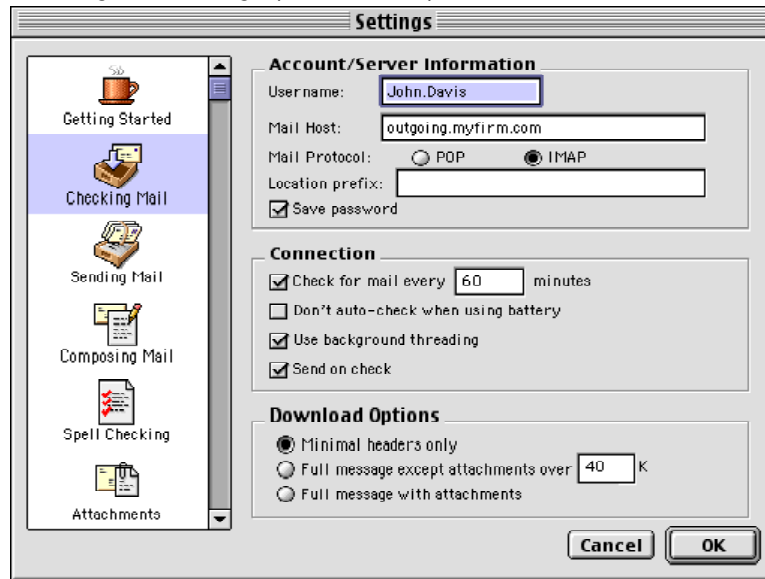 Settings
Getting Started
Checking Mail
Sending Mail
Composing Mail
Spell Checking
Attachments
Account/Server Information
Username: John.Davis
Mail Host: outgoing.myfirm.com
Mail Protocol: POP IMAP
Location prefix:
Save password
Connection
Check for mail every 60 minutes
Don't auto-check when using battery
Use background threading
Send on check
Download Options
Minimal headers only
Full message except attachments over 40 K
Full message with attachments
Cancel OK